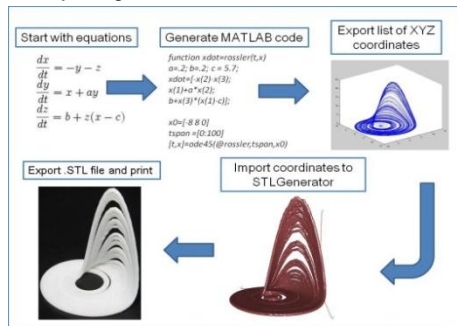 Start with equations
dx/dt = −y − z
dy/dt = x + ay
dz/dt = b + z(x − c)
Generate MATLAB code
function xdot=rossler(t,x)
a=.2; b=.2; c = 5.7;
xdot=[-x(2)-x(3);
x(1)+a*x(2);
b+x(3)*(x(1)-c)];
x0=[-8 8 0]
tspan =[0:100]
[t,x]=ode45(@rossler,tspan,x0)
Export list of XYZ
coordinates
Import coordinates to
STLGenerator
Export .STL file and print